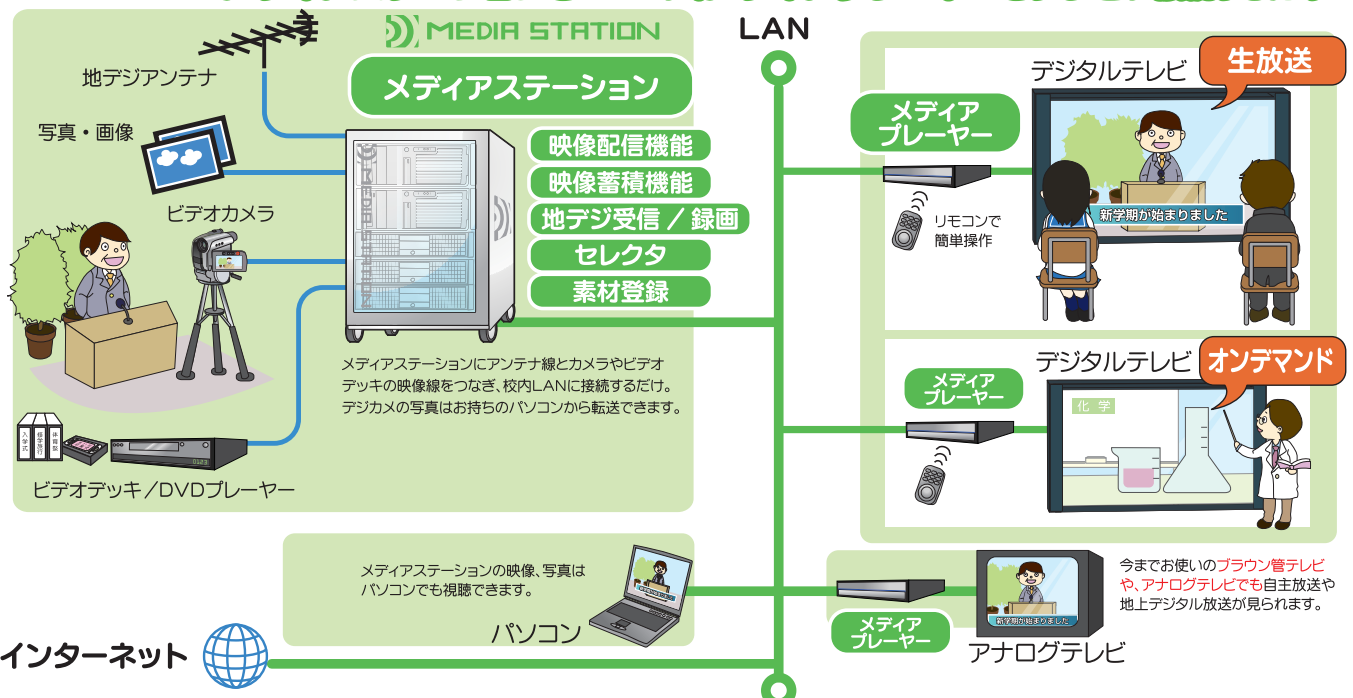 MEDIA STATION
メディアステーション
地デジアンテナ
写真・画像
ビデオカメラ
MEDIA STATION
映像配信機能
映像蓄積機能
地デジ受信／録画
セレクタ
素材登録
メディアステーションにアンテナ線とカメラやビデオ
デッキの映像線をつなぎ、校内LANに接続するだけ。
デジカメの写真はお持ちのパソコンから転送できます。
入学式
修学旅行
体育祭
0123
ビデオデッキ／DVDプレーヤー
LAN
デジタルテレビ
生放送
メディア
プレーヤー
リモコンで
簡単操作
新学期が始まりました
デジタルテレビ
オンデマンド
メディア
プレーヤー
化学
メディアステーションの映像、写真は
パソコンでも視聴できます。
パソコン
メディア
プレーヤー
新学期が始まりました
アナログテレビ
今までお使いのブラウン管テレビ
や、アナログテレビでも自主放送や
地上デジタル放送が見られます。
インターネット